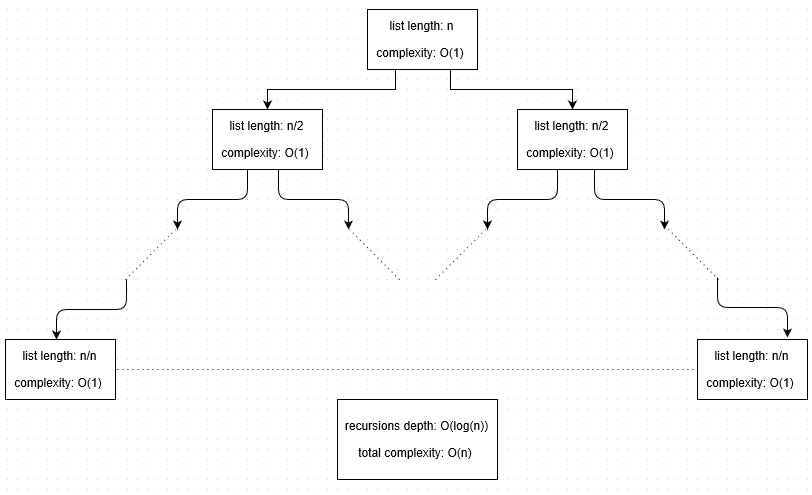 list length: n
complexity: O(1)
list length: n/2
complexity: O(1)
list length: n/2
complexity: O(1)
list length: n/n
complexity: O(1)
list length: n/n
complexity: O(1)
recursions depth: O(log(n))
total complexity: O(n)